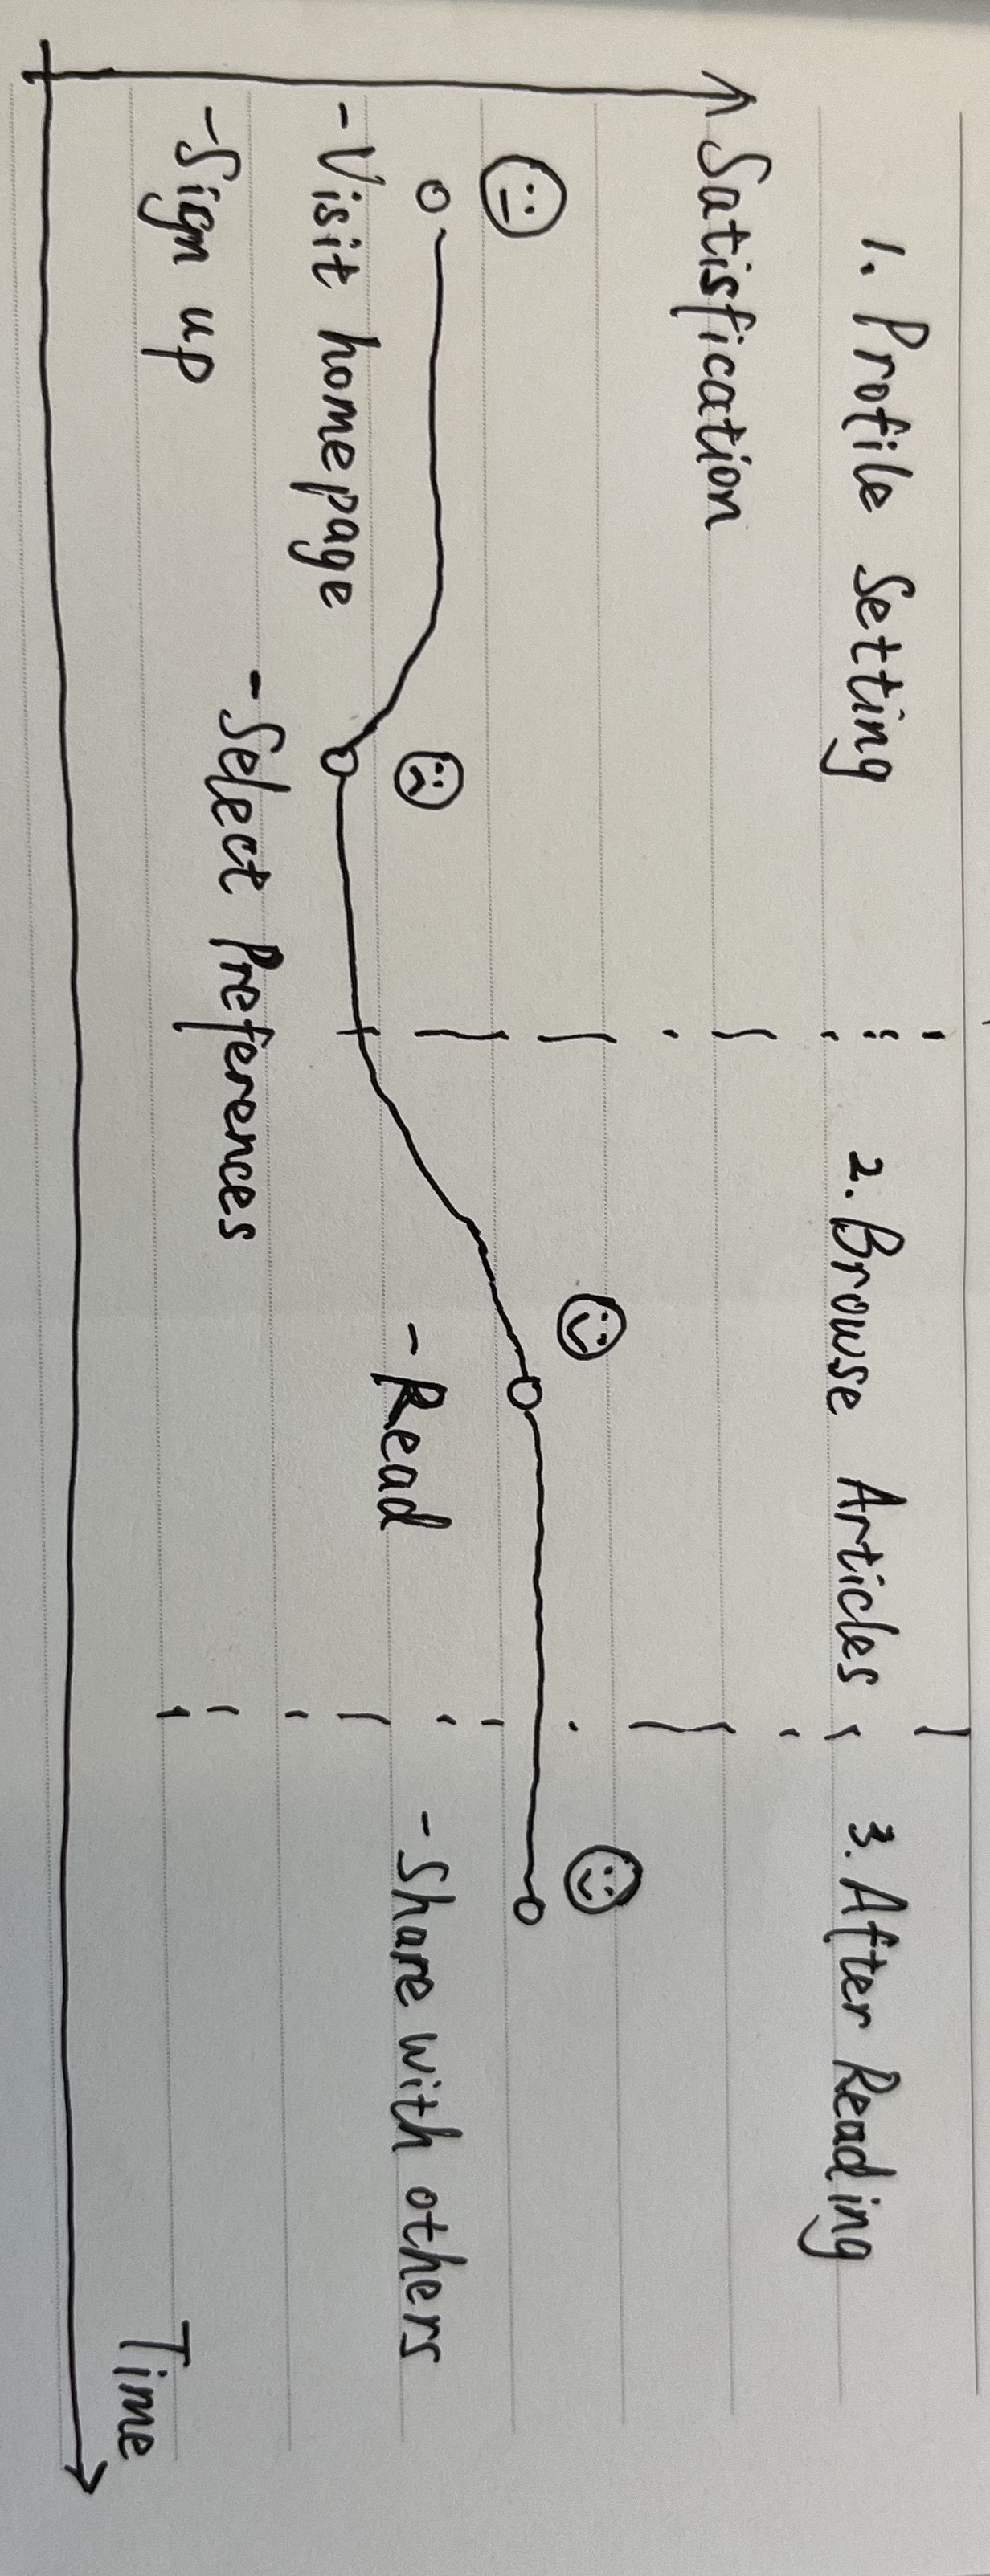 1. Profile Setting
2. Browse Articles
3. After Reading
Satisfication
- Visit homepage
- Sign up
- Select Preferences
- Read
- Share with others
Time